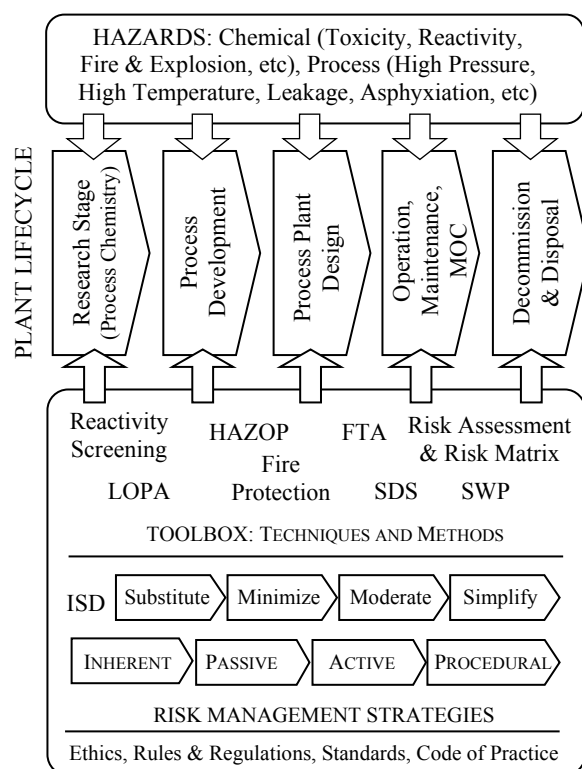 HAZARDS: Chemical (Toxicity, Reactivity,
Fire & Explosion, etc), Process (High Pressure,
High Temperature, Leakage, Asphyxiation, etc)
PLANT LIFECYCLE
Research Stage
(Process Chemistry)
Process
Development
Process Plant
Design
Operation,
Maintenance,
MOC
Decommission
& Disposal
Reactivity
Screening
HAZOP
FTA
Risk Assessment
& Risk Matrix
LOPA
Fire
Protection
SDS
SWP
TOOLBOX: TECHNIQUES AND METHODS
ISD
Substitute
Minimize
Moderate
Simplify
INHERENT
PASSIVE
ACTIVE
PROCEDURAL
RISK MANAGEMENT STRATEGIES
Ethics, Rules & Regulations, Standards, Code of Practice